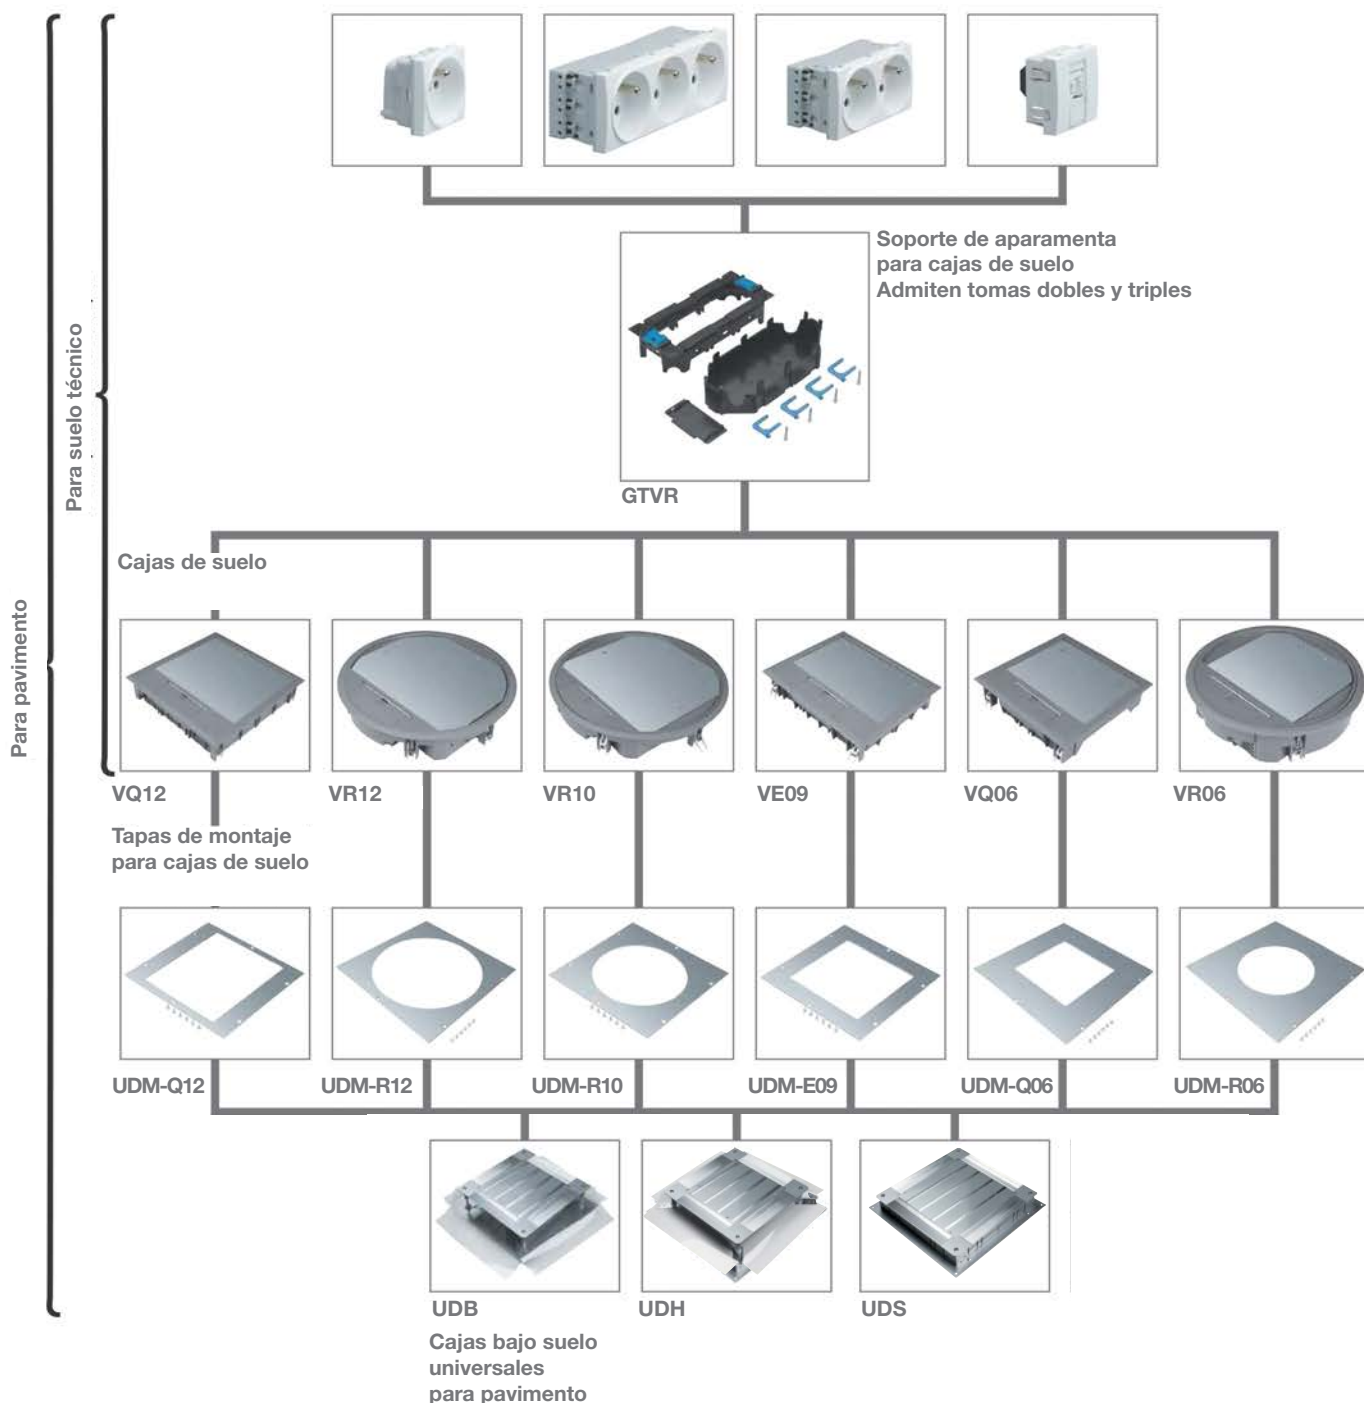 Soporte de aparamenta
para cajas de suelo
Admiten tomas dobles y triples
Para suelo técnico
GTVR
Cajas de suelo
Para pavimento
VQ12
VR12
VR10
VE09
VQ06
VR06
Tapas de montaje
para cajas de suelo
UDM-Q12
UDM-R12
UDM-R10
UDM-E09
UDM-Q06
UDM-R06
UDB
UDH
UDS
Cajas bajo suelo
universales
para pavimento